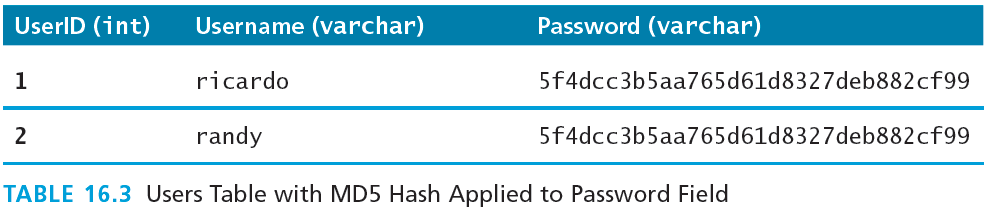 UserID (int) Username (varchar) Password (varchar)
1 ricardo 5f4dcc3b5aa765d61d8327deb882cf99
2 randy 5f4dcc3b5aa765d61d8327deb882cf99
TABLE 16.3 Users Table with MD5 Hash Applied to Password Field